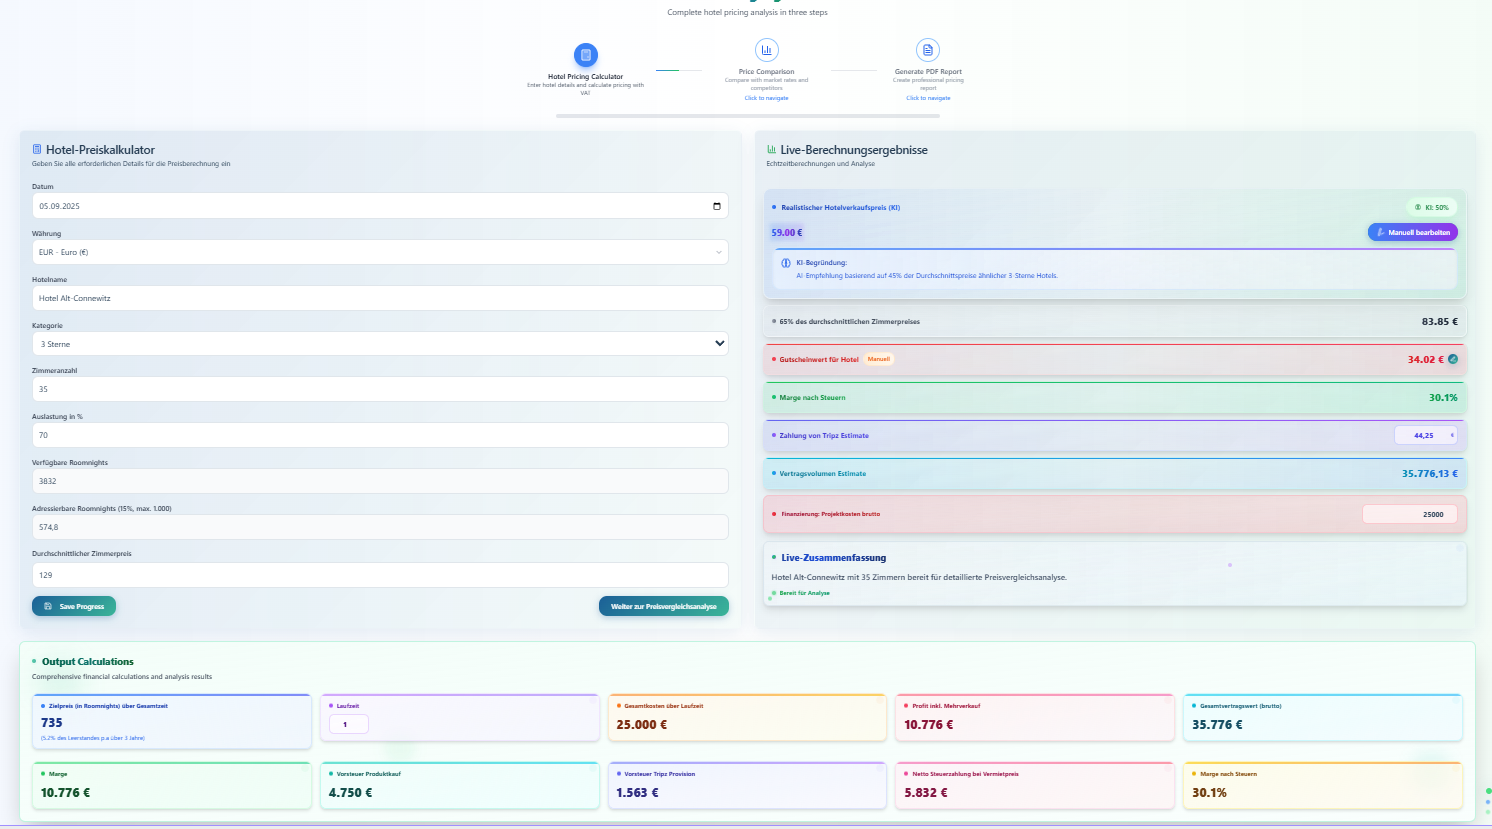 Complete hotel pricing analysis in three steps
Hotel Pricing Calculator
Enter hotel details and calculate pricing with
VAT
Price Comparison
Compare with market rates and
competitors
Click to navigate
Generate PDF Report
Create professional pricing
report
Click to navigate
Hotel-Preiskalkulator
Geben Sie alle erforderlichen Details für die Preisberechnung ein
Datum
05.09.2025
Währung
EUR - Euro (€)
Hotelname
Hotel Alt-Connewitz
Kategorie
3 Sterne
Zimmeranzahl
35
Auslastung in %
70
Verfügbare Roomnights
3832
Adressierbare Roomnights (15%, max. 1.000)
574,8
Durchschnittlicher Zimmerpreis
129
Save Progress
Weiter zur Preisvergleichsanalyse
Live-Berechnungsergebnisse
Echtzeitberechnungen und Analyse
Realistischer Hotelverkaufspreis (KI)
KI: 50%
59.00 €
Manuell bearbeiten
KI-Begründung:
AI-Empfehlung basierend auf 45% der Durchschnittspreise ähnlicher 3-Sterne Hotels.
65% des durchschnittlichen Zimmerpreises
83.85 €
Gutscheinwert für Hotel
Manuell
34.02 €
Marge nach Steuern
30.1%
Zahlung von Tripz Estimate
44,25
€
Vertragsvolumen Estimate
35.776,13 €
Finanzierung: Projektkosten brutto
25000
Live-Zusammenfassung
Hotel Alt-Connewitz mit 35 Zimmern bereit für detaillierte Preisvergleichsanalyse.
Bereit für Analyse
Output Calculations
Comprehensive financial calculations and analysis results
Zielpreis (in Roomnights) über Gesamtzeit
735
(5.2% des Leerstandes p.a über 3 Jahre)
Laufzeit
1
Gesamtkosten über Laufzeit
25.000 €
Profit inkl. Mehrverkauf
10.776 €
Gesamtvertragswert (brutto)
35.776 €
Marge
10.776 €
Vorsteuer Produktkauf
4.750 €
Vorsteuer Tripz Provision
1.563 €
Netto Steuerzahlung bei Vermietpreis
5.832 €
Marge nach Steuern
30.1%